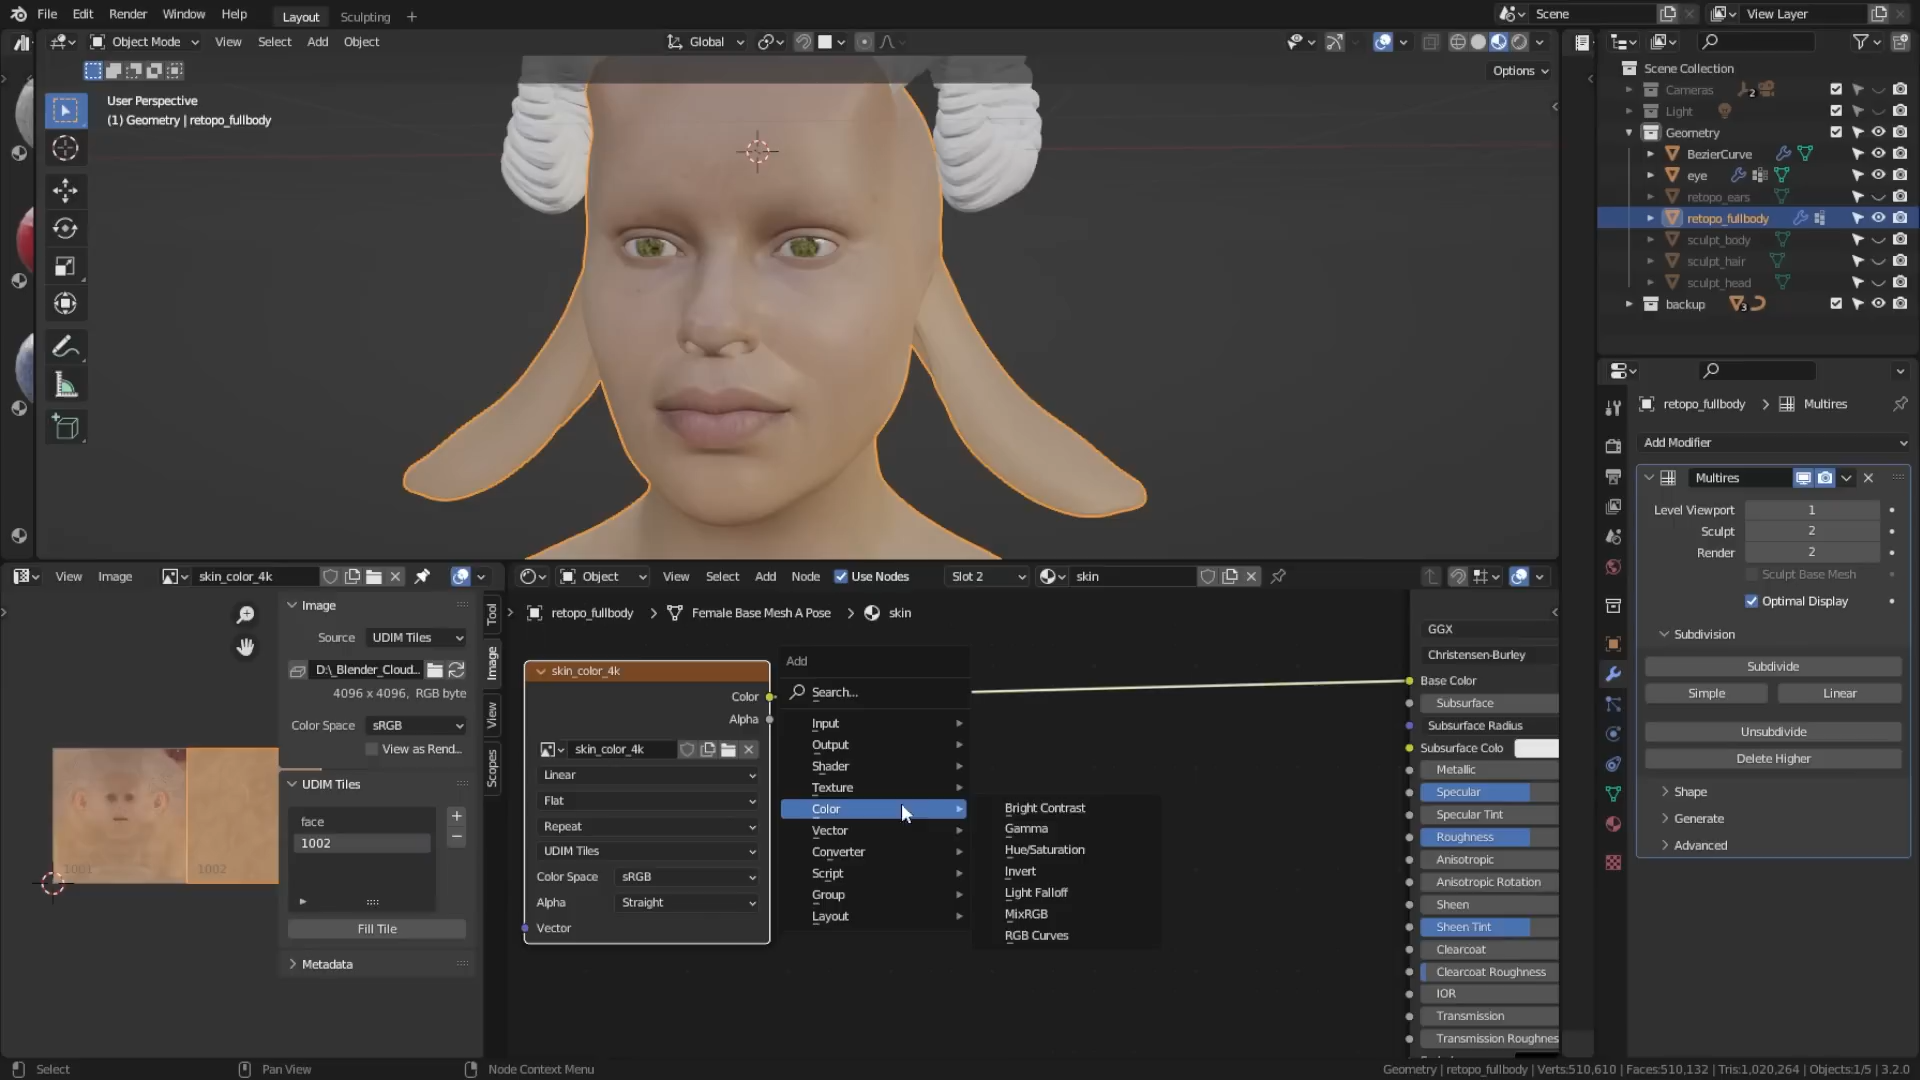 File Edit Render Window Help Layout Sculpting + Scene View Layer
Object Mode View Select Add Object Global
Options
User Perspective
(1) Geometry | retopo_fullbody
Scene Collection
Cameras 2
Light
Geometry
BezierCurve
eye
retopo_ears
retopo_fullbody
sculpt_body
sculpt_hair
sculpt_head
backup 3
retopo_fullbody > Multires
Add Modifier
Multires
Level Viewport 1
Sculpt 2
Render 2
Sculpt Base Mesh
Optimal Display
Subdivision
Subdivide
Simple Linear
Unsubdivide
Delete Higher
Shape
Generate
Advanced
View Image skin_color_4k
Image
Source UDIM Tiles
D:\_Blender_Cloud...
4096 x 4096, RGB byte
Color Space sRGB
View as Rend...
UDIM Tiles
face
1002
Fill Tile
Metadata
1001 1002
Tool
Image
View
Scopes
Object View Select Add Node Use Nodes Slot 2 skin
retopo_fullbody > Female Base Mesh A Pose > skin
skin_color_4k
Color
Alpha
skin_color_4k
Linear
Flat
Repeat
UDIM Tiles
Color Space sRGB
Alpha Straight
Vector
Add
Search...
Input
Output
Shader
Texture
Color
Vector
Converter
Script
Group
Layout
Bright Contrast
Gamma
Hue/Saturation
Invert
Light Falloff
MixRGB
RGB Curves
GGX
Christensen-Burley
Base Color
Subsurface
Subsurface Radius
Subsurface Colo
Metallic
Specular
Specular Tint
Roughness
Anisotropic
Anisotropic Rotation
Sheen
Sheen Tint
Clearcoat
Clearcoat Roughness
IOR
Transmission
Transmission Roughnes
Select Pan View Node Context Menu Geometry | retopo_fullbody | Verts:510,610 | Faces:510,132 | Tris:1,020,264 | Objects:1/5 | 3.2.0